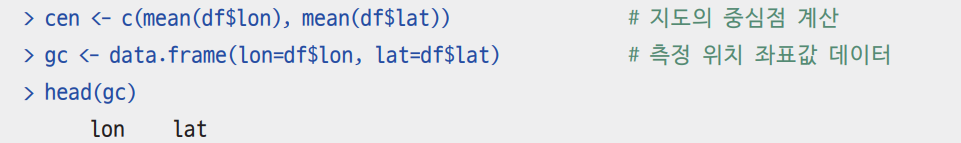 > cen <- c(mean(df$lon), mean(df$lat)) # 지도의 중심점 계산
> gc <- data.frame(lon=df$lon, lat=df$lat) # 측정 위치 좌표값 데이터
> head(gc)
lon lat